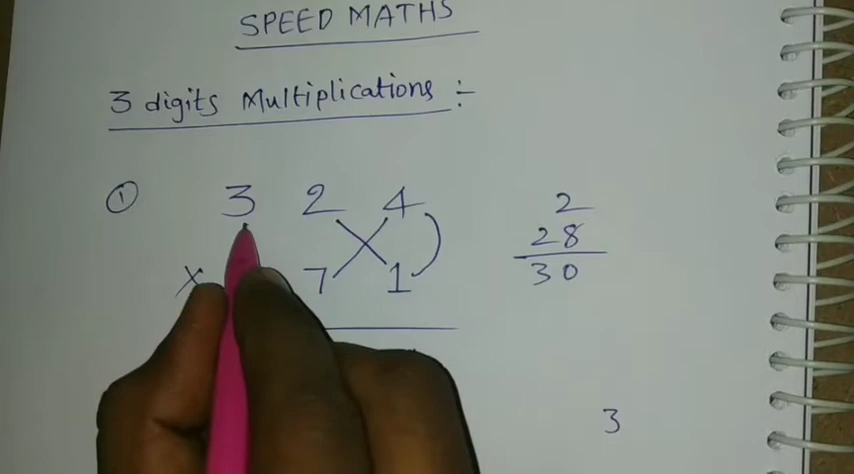 SPEED MATHS
3 digits Multiplications :-
① 3 2 4
× 7 1
2
28
30
3